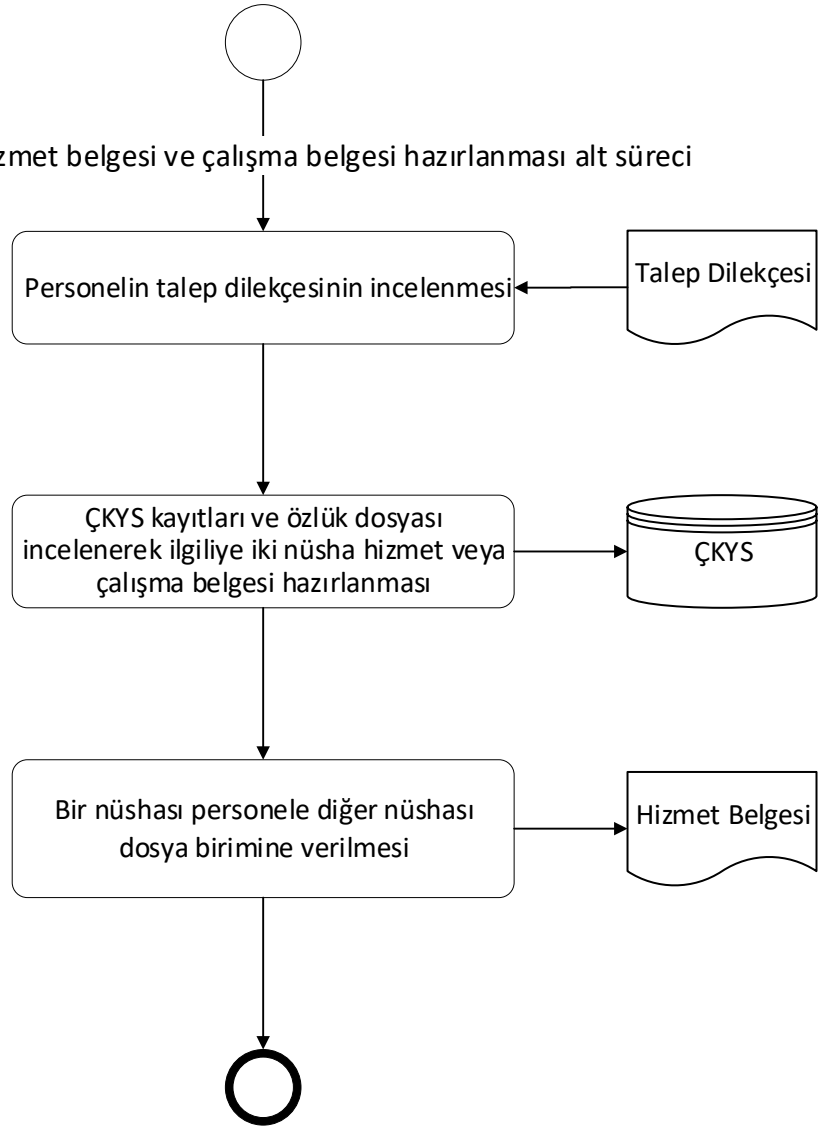 zmet belgesi ve çalışma belgesi hazırlanması alt süreci
Personelin talep dilekçesinin incelenmesi
Talep Dilekçesi
ÇKYS kayıtları ve özlük dosyası
incelenerek ilgiliye iki nüsha hizmet veya
çalışma belgesi hazırlanması
ÇKYS
Bir nüshası personele diğer nüshası
dosya birimine verilmesi
Hizmet Belgesi